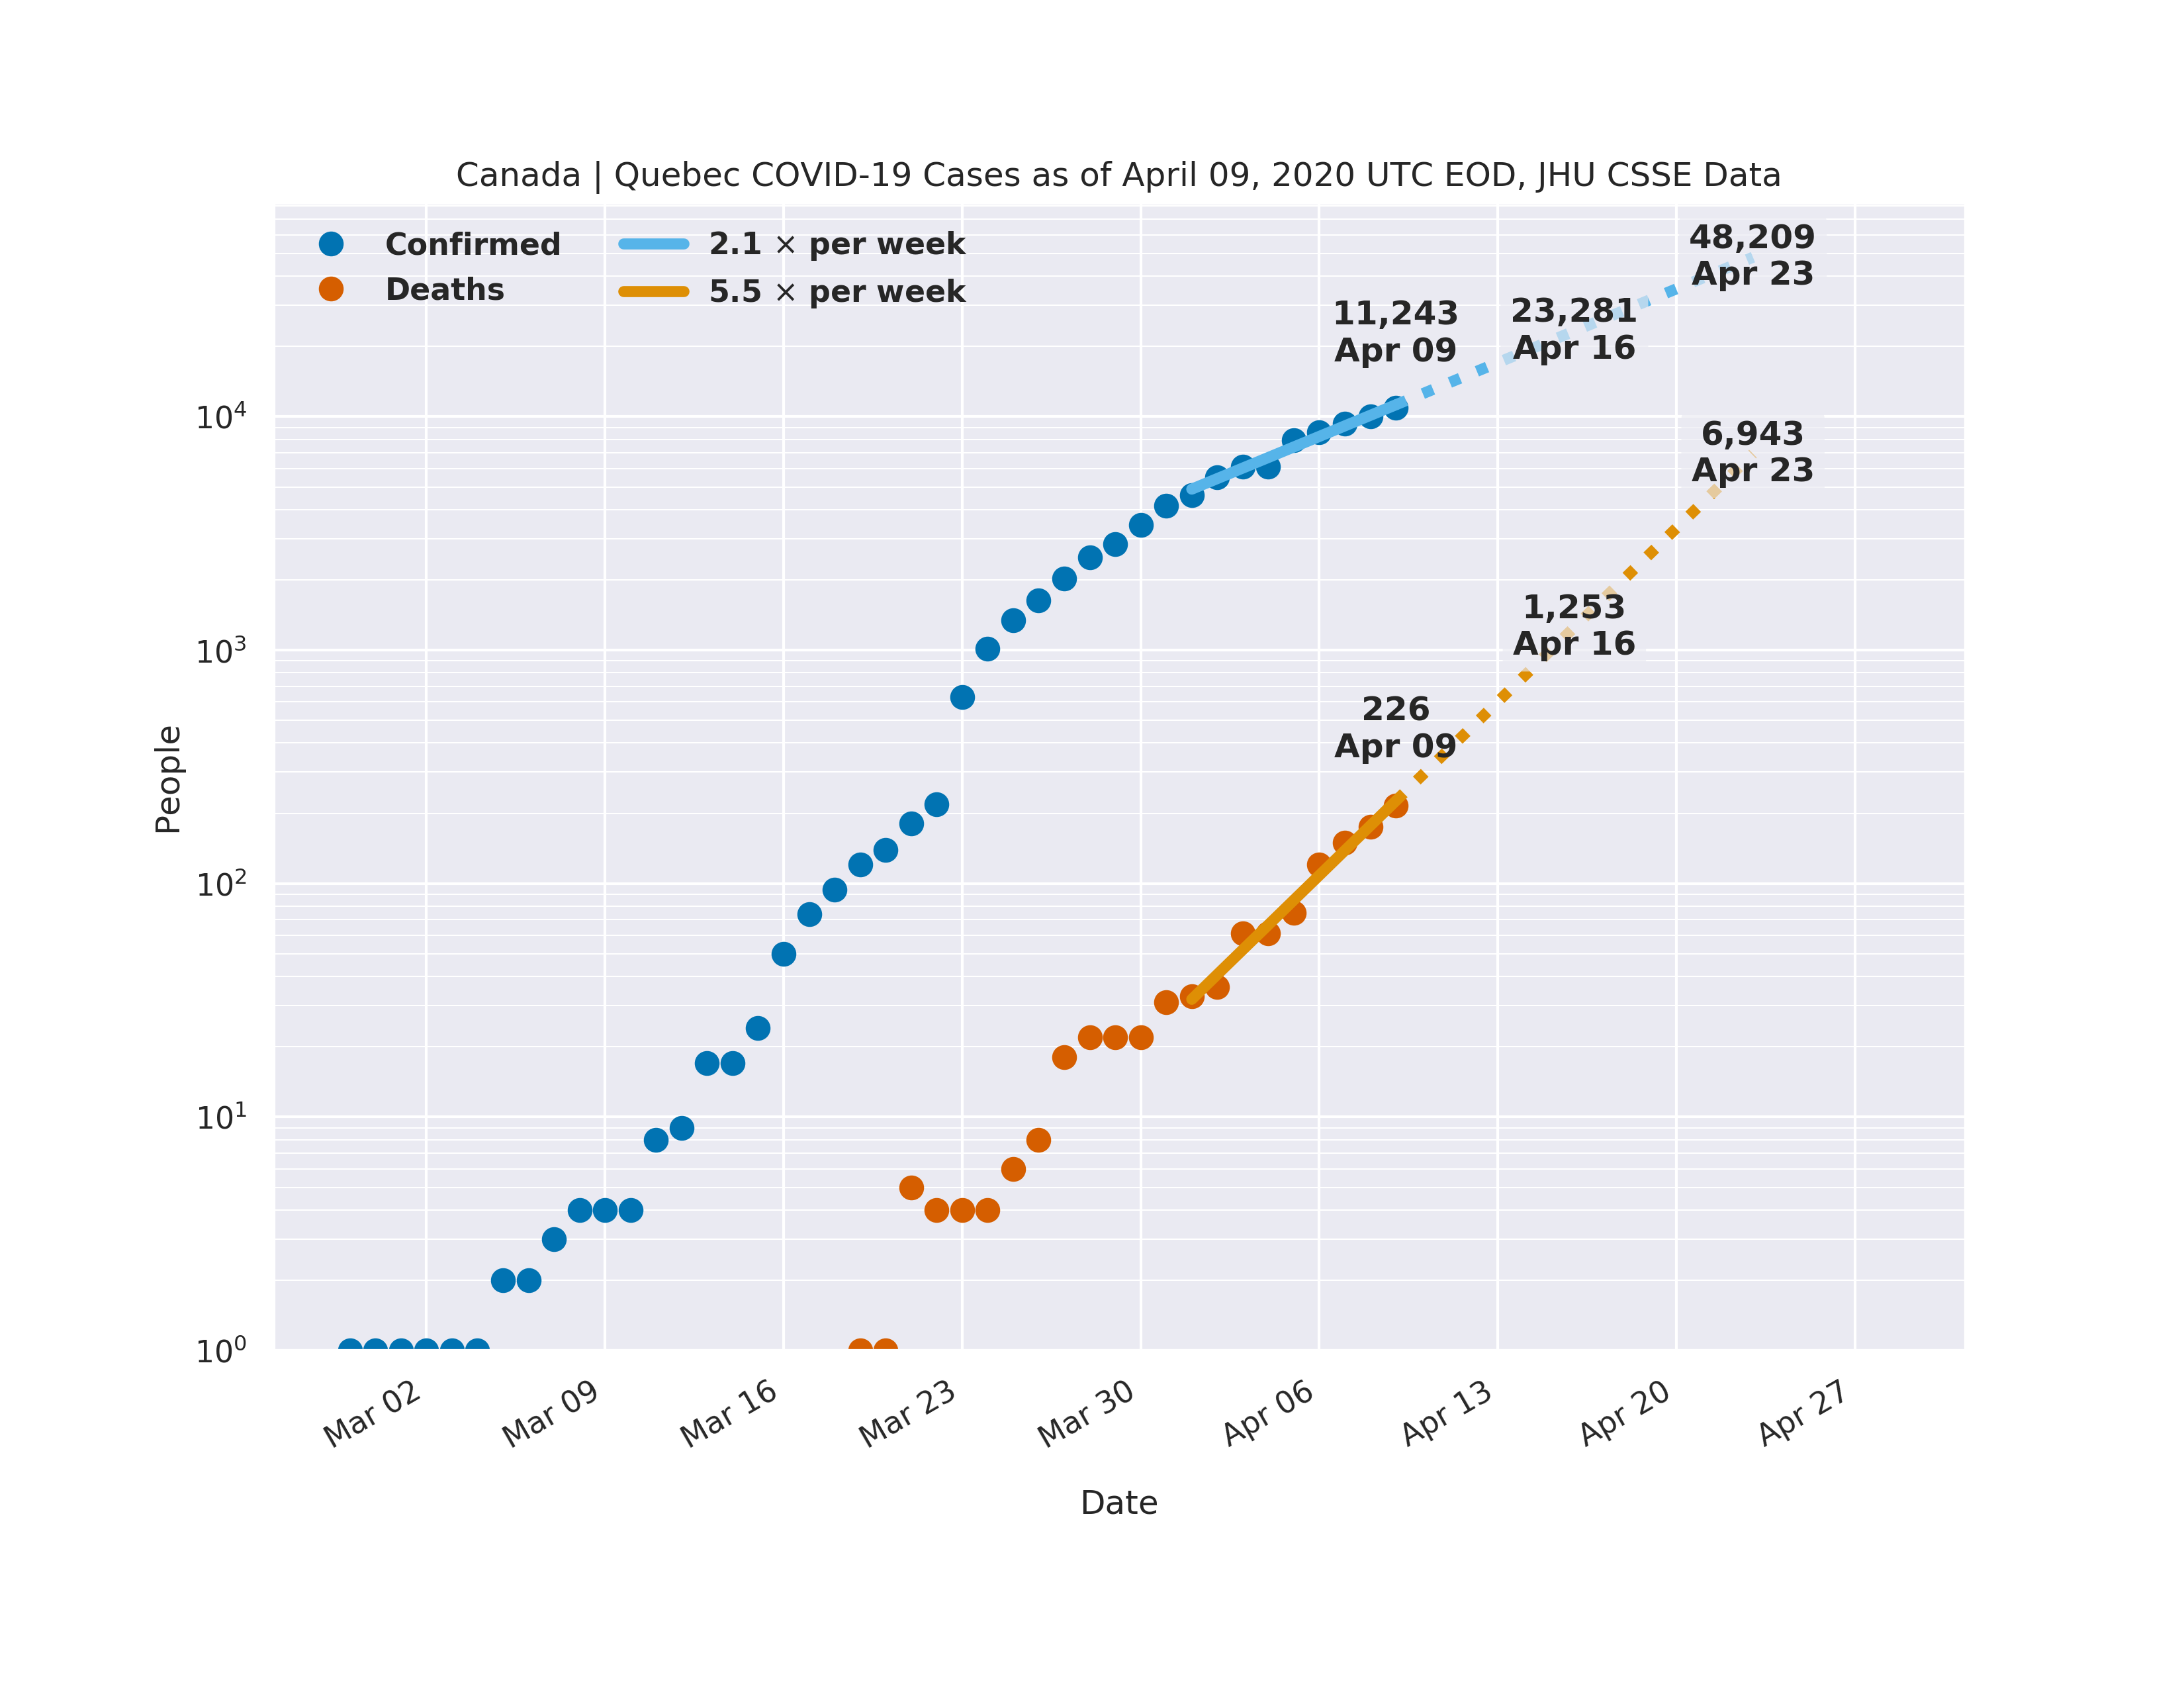 Canada | Quebec COVID-19 Cases as of April 09, 2020 UTC EOD, JHU CSSE Data
Confirmed
Deaths
2.1 × per week
5.5 × per week
48,209
Apr 23
11,243
Apr 09
23,281
Apr 16
6,943
Apr 23
1,253
Apr 16
226
Apr 09
People
10⁴
10³
10²
10¹
10⁰
Mar 02
Mar 09
Mar 16
Mar 23
Mar 30
Apr 06
Apr 13
Apr 20
Apr 27
Date